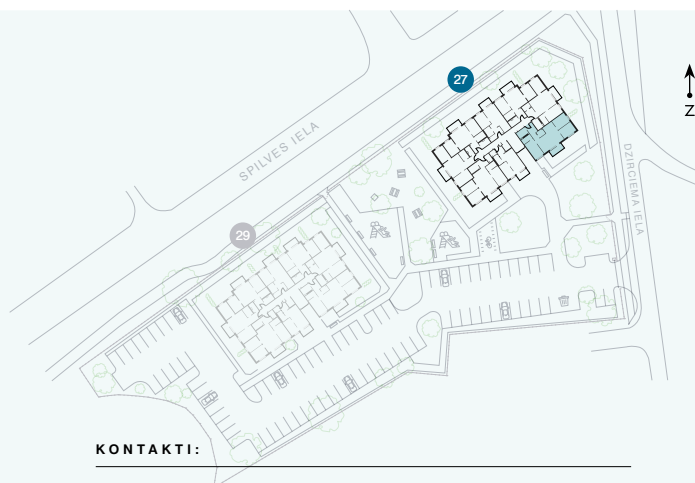 27
Z
SPILVES IELA
DZIRCIEMA IELA
29
KONTAKTI: